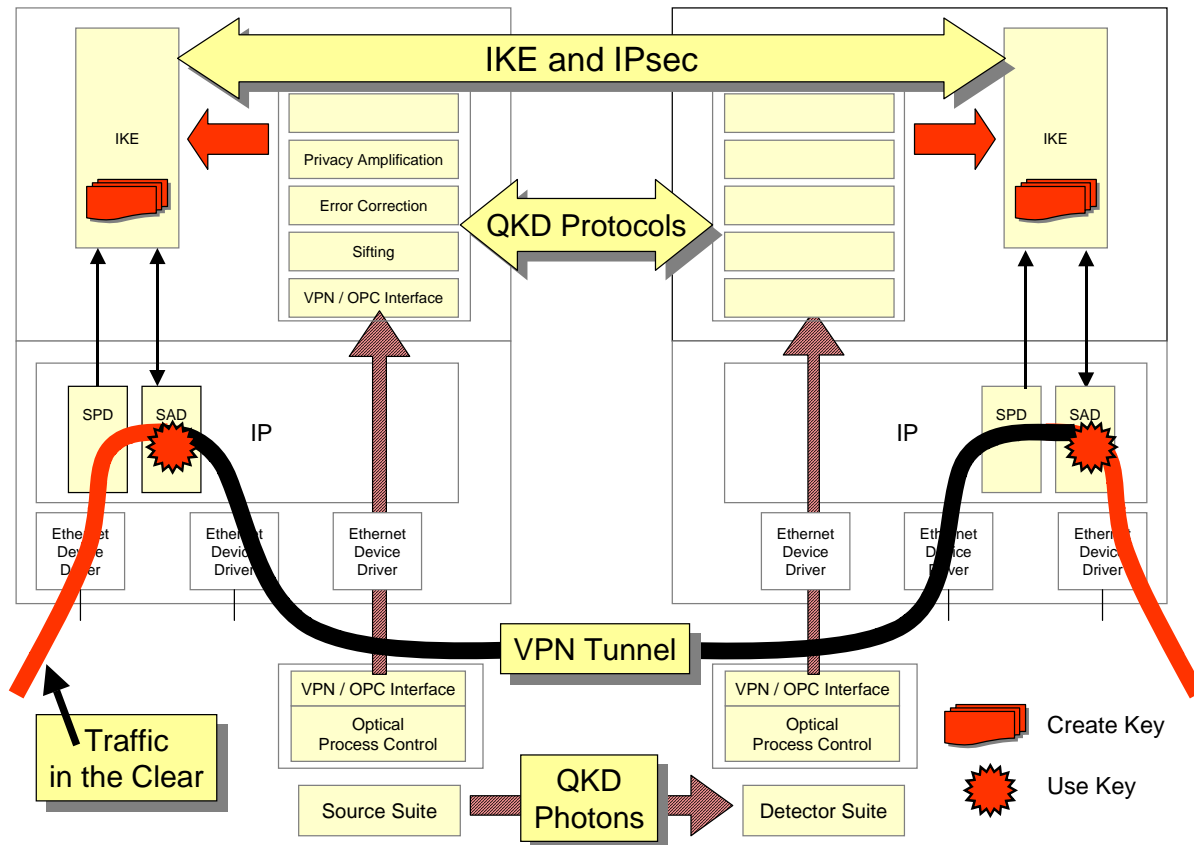 IKE and IPsec
IKE
IKE
Privacy Amplification
Error Correction
Sifting
VPN / OPC Interface
QKD Protocols
SPD
SAD
IP
IP
SPD
SAD
Ethernet
Device
Driver
Ethernet
Device
Driver
Ethernet
Device
Driver
Ethernet
Device
Driver
Ethernet
Device
Driver
Ethernet
Device
Driver
VPN Tunnel
VPN / OPC Interface
Optical
Process Control
VPN / OPC Interface
Optical
Process Control
Traffic
in the Clear
Create Key
Use Key
Source Suite
QKD
Photons
Detector Suite